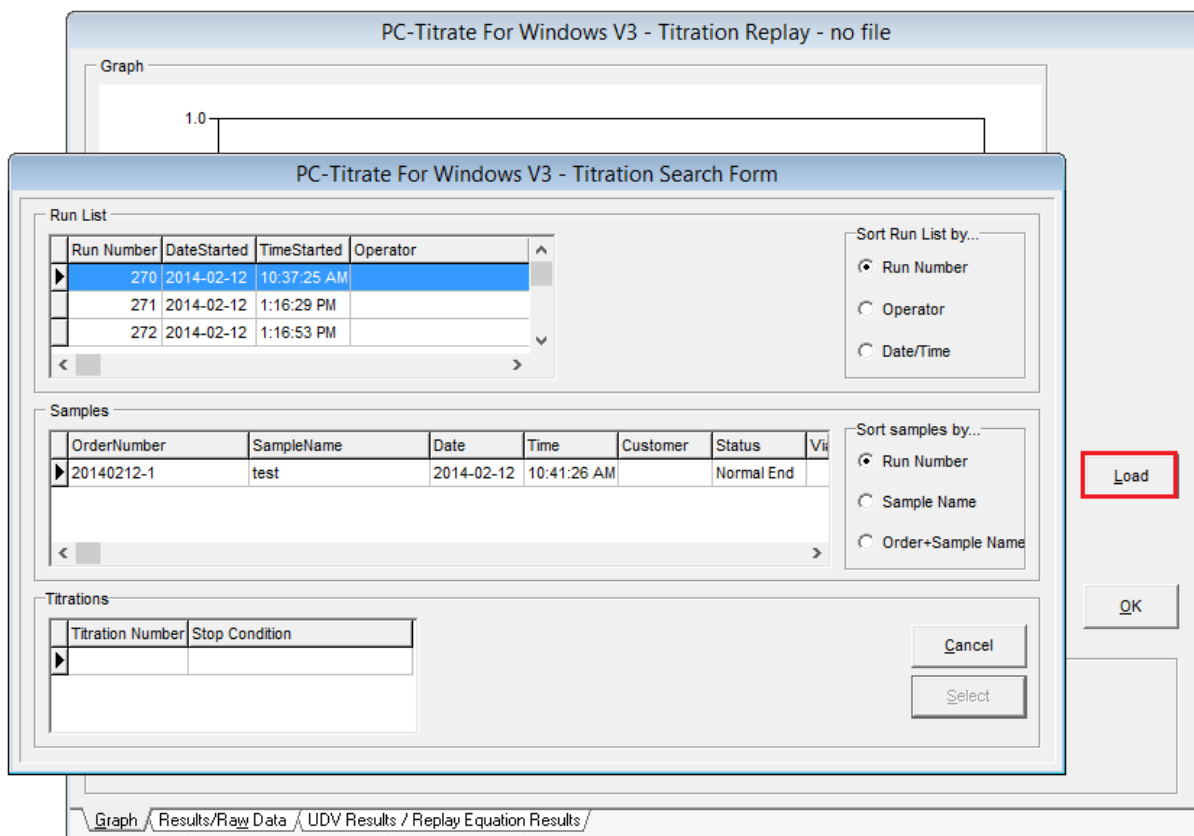 PC-Titrate For Windows V3 - Titration Replay - no file
Graph
1.0
PC-Titrate For Windows V3 - Titration Search Form
Run List
Run Number DateStarted TimeStarted Operator
270 2014-02-12 10:37:25 AM
271 2014-02-12 1:16:29 PM
272 2014-02-12 1:16:53 PM
Sort Run List by...
Run Number
Operator
Date/Time
Samples
OrderNumber SampleName Date Time Customer Status
20140212-1 test 2014-02-12 10:41:26 AM Normal End
Sort samples by...
Run Number
Sample Name
Order+Sample Name
Load
OK
Titrations
Titration Number Stop Condition
Cancel
Select
Graph Results/Raw Data UDV Results / Replay Equation Results